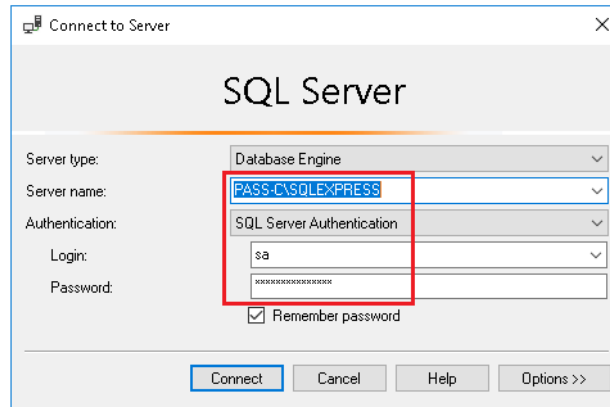 Connect to Server
SQL Server
Server type: Database Engine
Server name: PASS-C\SQLEXPRESS
Authentication: SQL Server Authentication
Login: sa
Password: ***************
Remember password
Connect Cancel Help Options >>